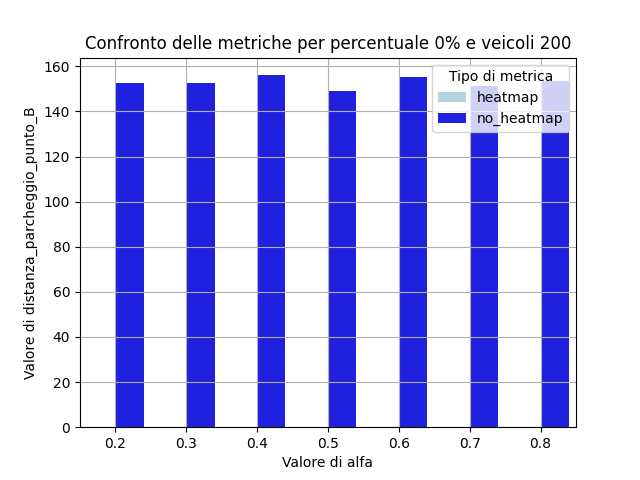 Confronto delle metriche per percentuale 0% e veicoli 200
Valore di distanza_parcheggio_punto_B
160
140
120
100
80
60
40
20
0
Tipo di metrica
heatmap
no_heatmap
0.2 0.3 0.4 0.5 0.6 0.7 0.8
Valore di alfa